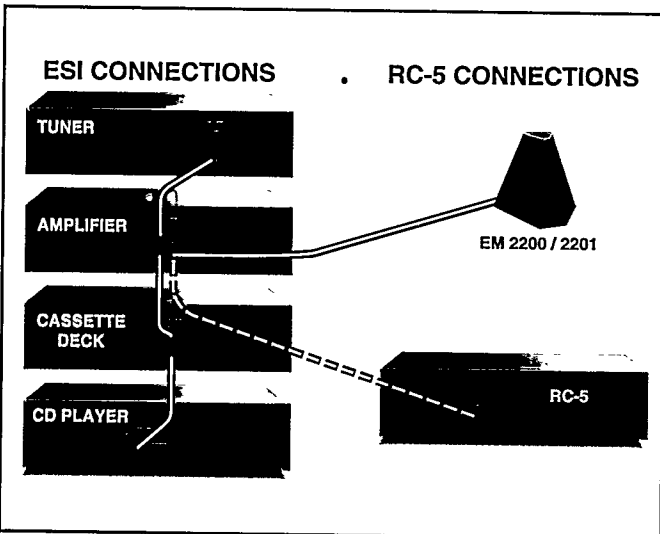 ESI CONNECTIONS . RC-5 CONNECTIONS
TUNER
AMPLIFIER
EM 2200 / 2201
CASSETTE
DECK
RC-5
CD PLAYER